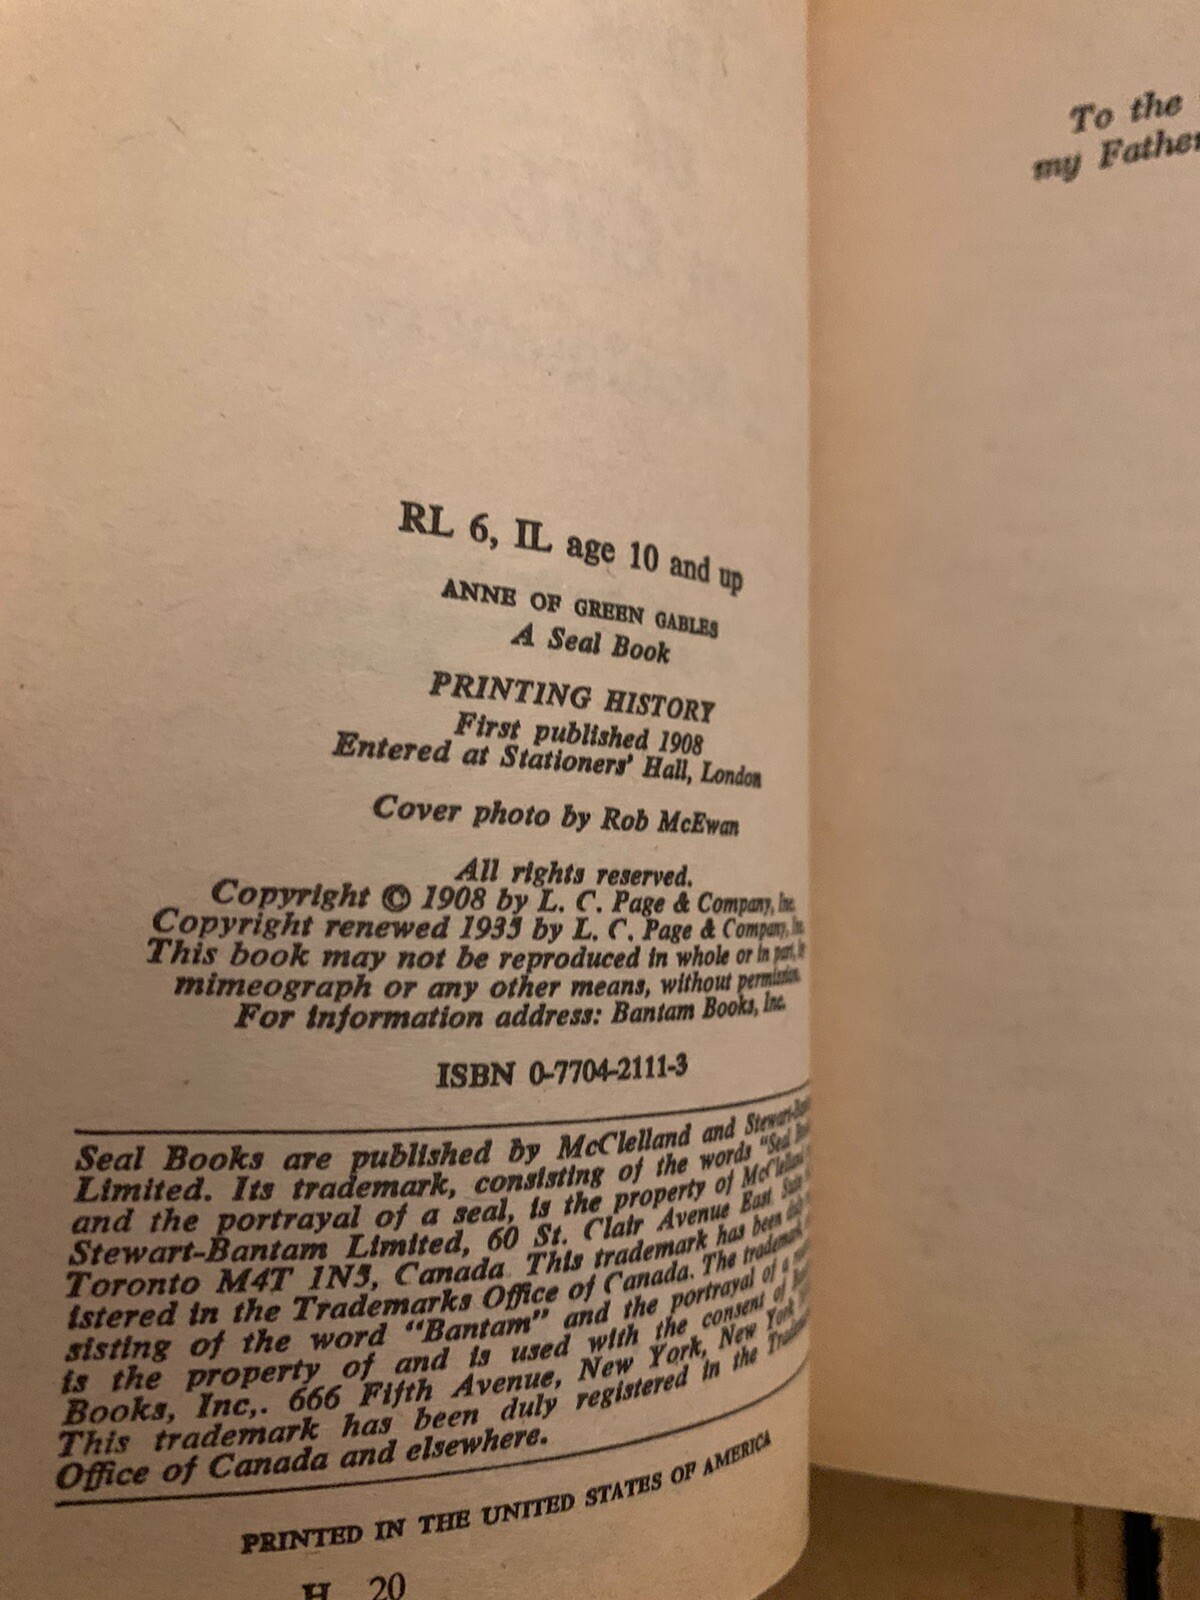 RL 6, IL age 10 and up
ANNE OF GREEN GABLES
A Seal Book
PRINTING HISTORY
First published 1908
Entered at Stationers' Hall, London
Cover photo by Rob McEwan
All rights reserved.
Copyright © 1908 by L. C. Page & Company, Inc.
Copyright renewed 1935 by L. C. Page & Company, Inc.
This book may not be reproduced in whole or in part,
mimeograph or any other means, without permission.
For information address: Bantam Books, Inc.
ISBN 0-7704-2111-3
Seal Books are published by McClelland and
Limited. Its trademark, consisting of the words "Seal
and the portrayal of a seal, is the property of McClelland
Stewart-Bantam Limited, 60 St. Clair Avenue East,
Toronto M4T 1N5, Canada. This trademark has been
istered in the Trademarks Office of Canada. The trademark
sisting of the word "Bantam" and the portrayal of a
is the property of and is used with the consent of
Books, Inc,. 666 Fifth Avenue, New York, New York
This trademark has been duly registered in the
Office of Canada and elsewhere.
PRINTED IN THE UNITED STATES OF AMERICA
H 20
To the
my Father